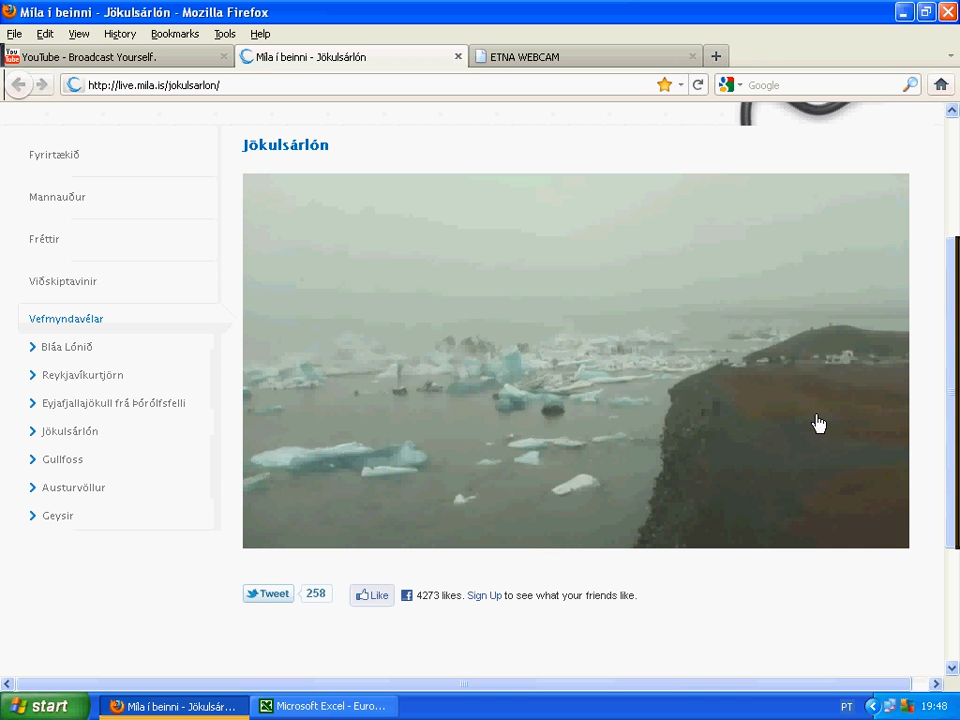 Míla í beinni - Jökulsárlón - Mozilla Firefox
File Edit View History Bookmarks Tools Help
You Tube YouTube - Broadcast Yourself. Míla í beinni - Jökulsárlón ETNA WEBCAM
http://live.mila.is/jokulsarlon/ Google
Jökulsárlón
Fyrirtækið
Mannauður
Fréttir
Viðskiptavinir
Vefmyndavélar
Bláa Lónið
Reykjavíkurtjörn
Eyjafjallajökull frá Þórólfsfelli
Jökulsárlón
Gullfoss
Austurvöllur
Geysir
Tweet 258 Like 4273 likes. Sign Up to see what your friends like.
start Míla í beinni - Jökulsár... Microsoft Excel - Euro... PT 19:48